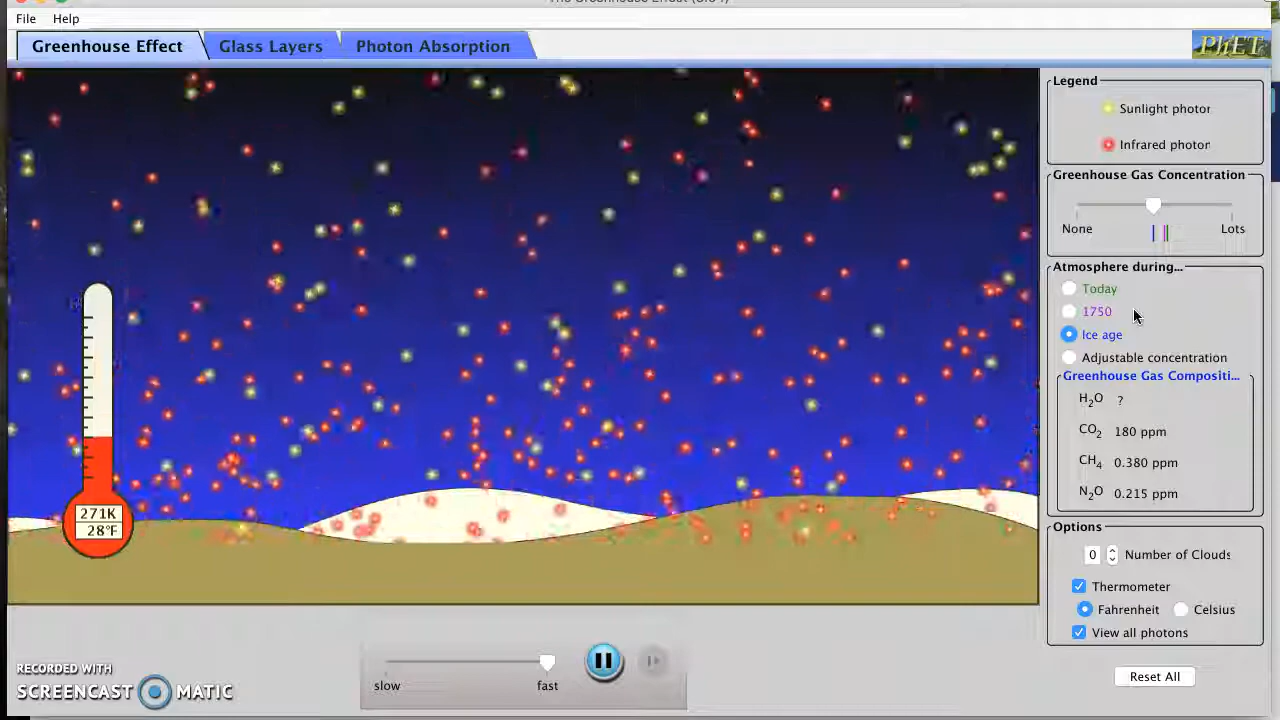 File Help
Greenhouse Effect Glass Layers Photon Absorption
PhET
Legend
Sunlight photon
Infrared photon
Greenhouse Gas Concentration
None Lots
Atmosphere during...
Today
1750
Ice age
Adjustable concentration
Greenhouse Gas Compositi...
H₂O ?
CO₂ 180 ppm
CH₄ 0.380 ppm
N₂O 0.215 ppm
271K
28°F
Options
0 Number of Clouds
Thermometer
Fahrenheit Celsius
View all photons
Reset All
slow fast
RECORDED WITH
SCREENCAST MATIC